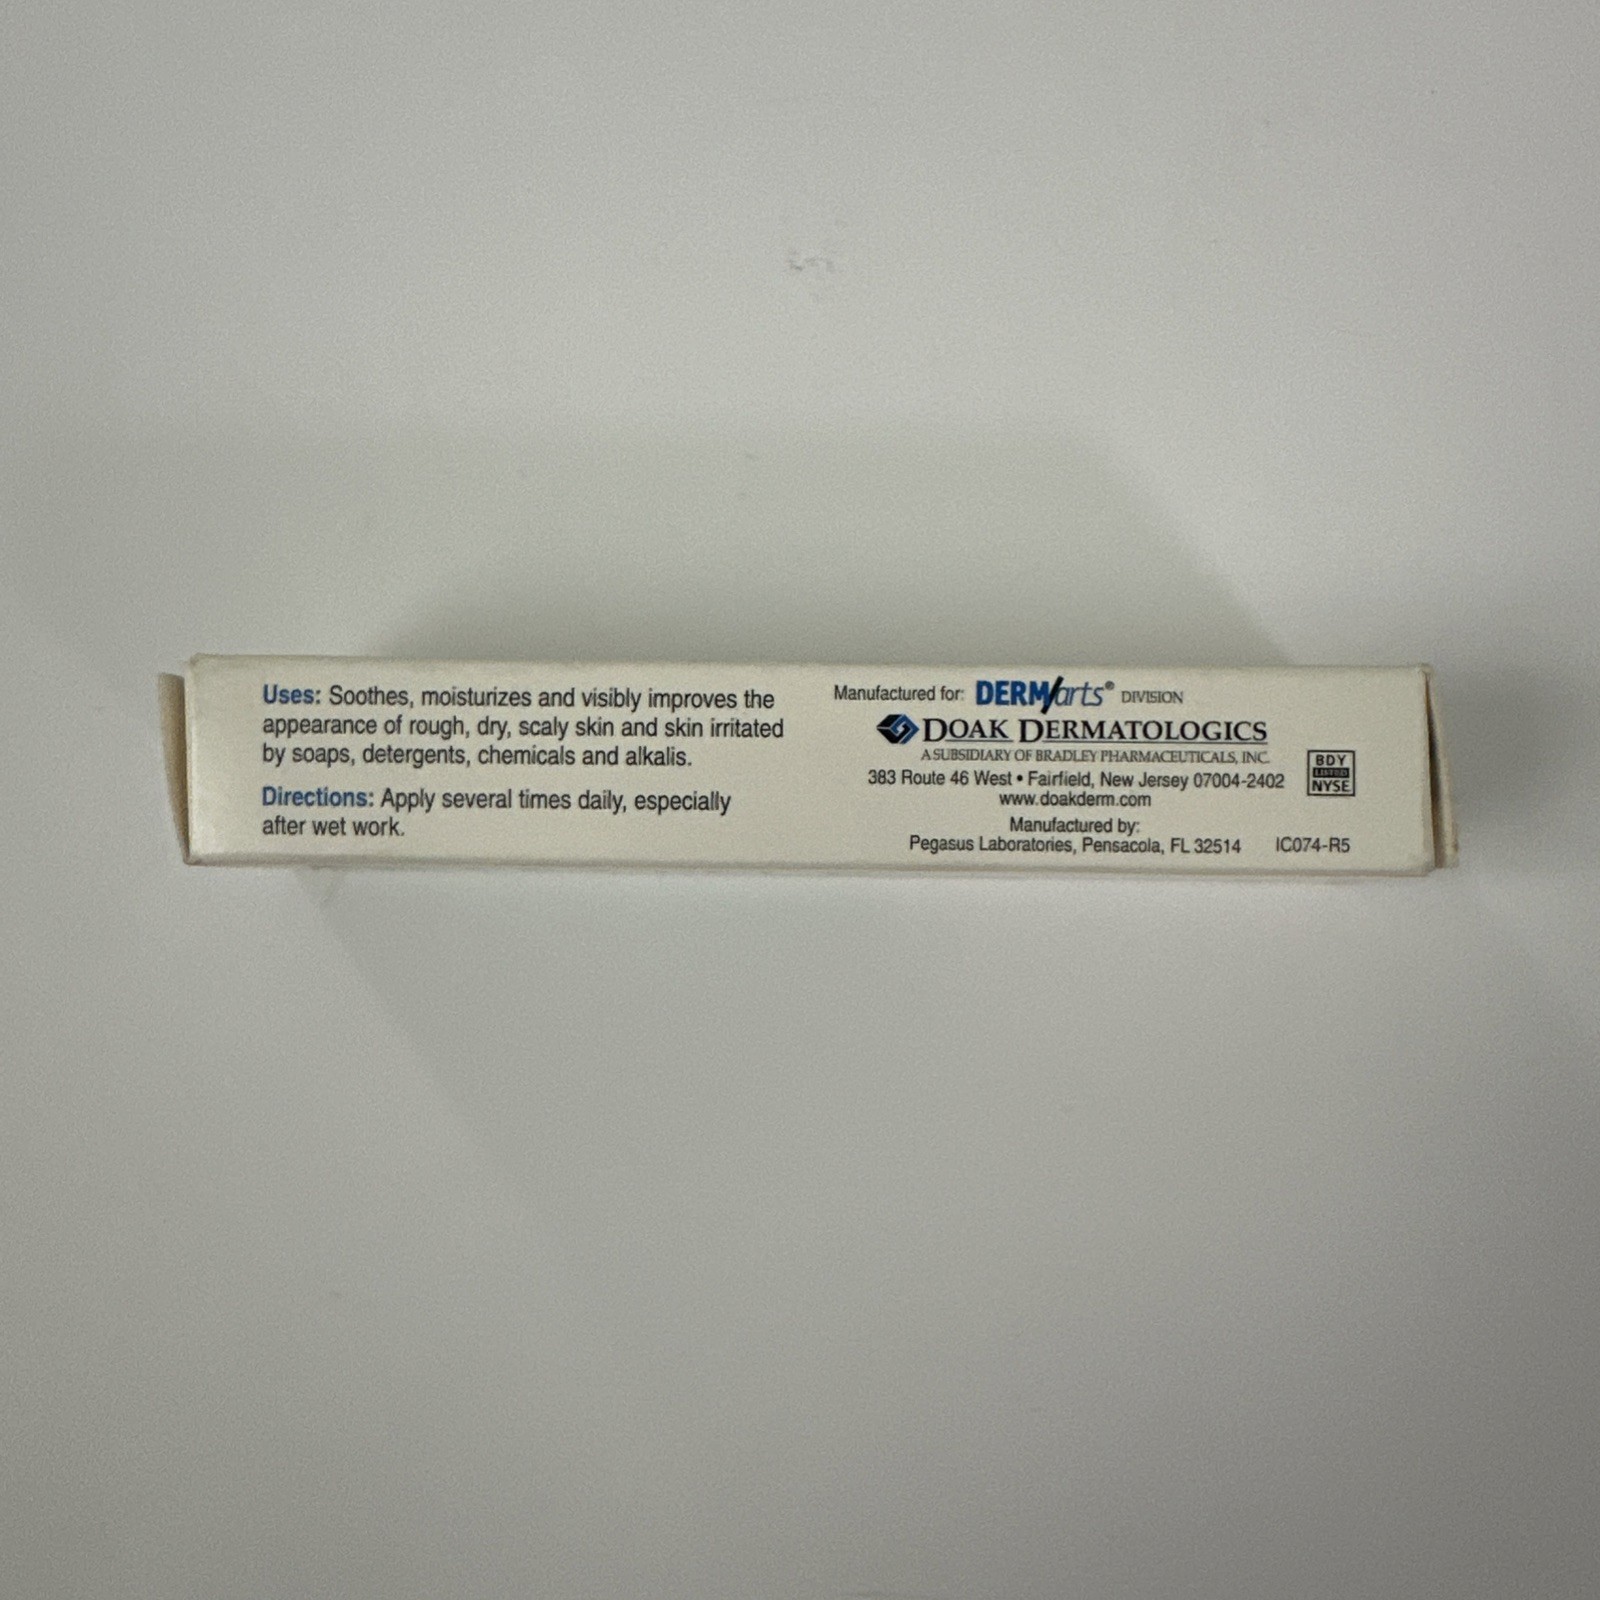 Uses: Soothes, moisturizes and visibly improves the
appearance of rough, dry, scaly skin and skin irritated
by soaps, detergents, chemicals and alkalis.
Directions: Apply several times daily, especially
after wet work.
Manufactured for: DERM/arts® DIVISION
DOAK DERMATOLOGICS
A SUBSIDIARY OF BRADLEY PHARMACEUTICALS, INC.
383 Route 46 West • Fairfield, New Jersey 07004-2402
www.doakderm.com
BDY
LISTED
NYSE
Manufactured by:
Pegasus Laboratories, Pensacola, FL 32514 IC074-R5